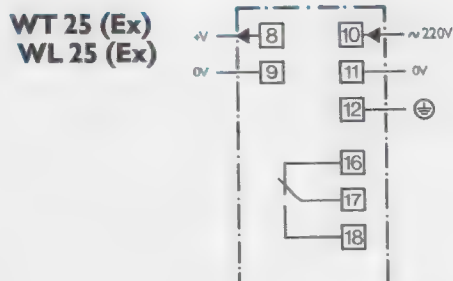 WT 25 (Ex)
WL 25 (Ex)
+V 8 10 ~ 220V
0V 9 11 0V
12
16
17
18